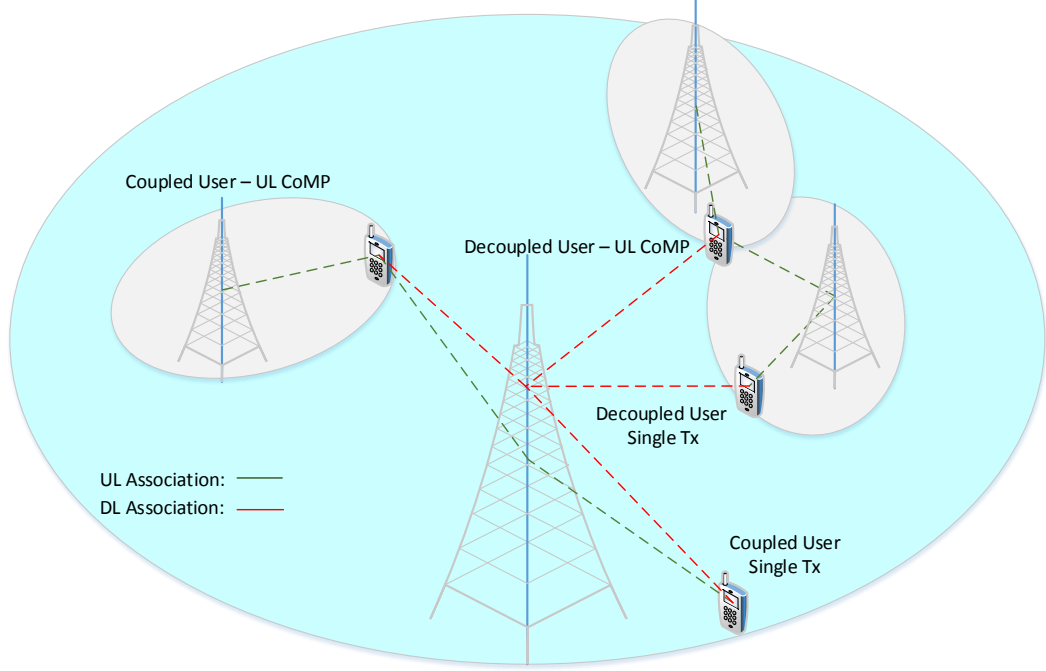 Coupled User – UL CoMP
Decoupled User – UL CoMP
Decoupled User
Single Tx
UL Association:
DL Association:
Coupled User
Single Tx